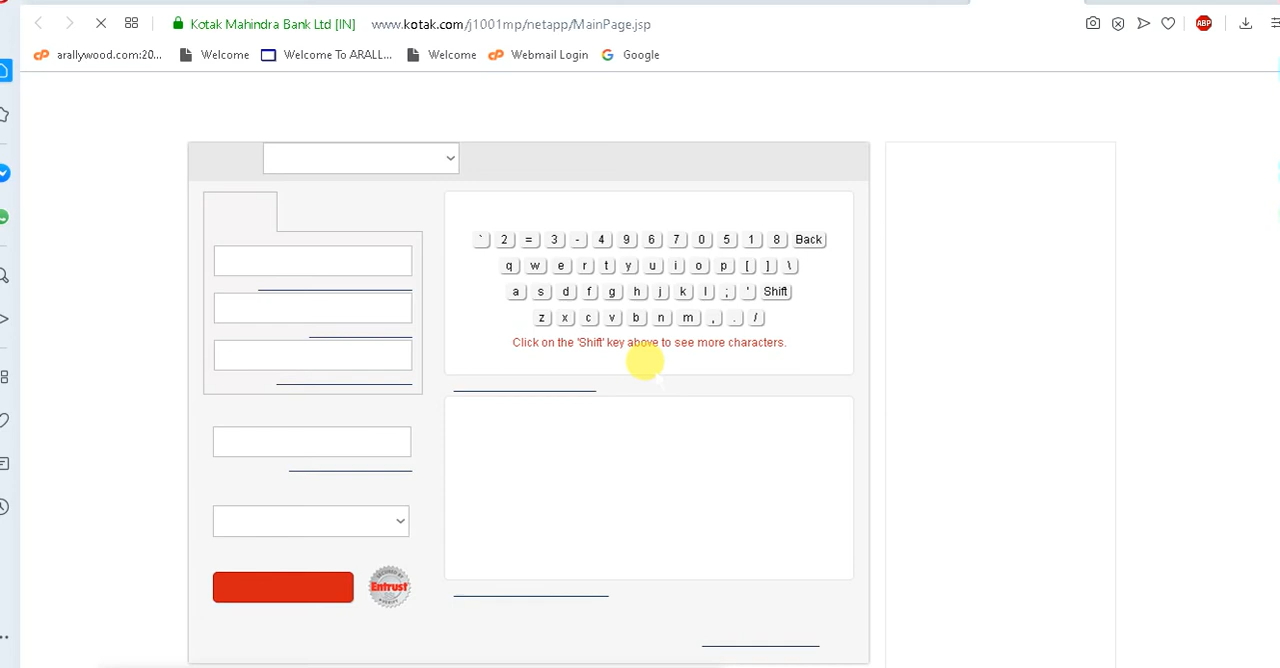 Kotak Mahindra Bank Ltd [IN] www.kotak.com/j1001mp/netapp/MainPage.jsp ABP
arallywood.com:20... Welcome Welcome To ARALL... Welcome Webmail Login Google
` 2 = 3 - 4 9 6 7 0 5 1 8 Back
q w e r t y u i o p [ ] \
a s d f g h j k l ; ' Shift
z x c v b n m , . /
Click on the 'Shift' key above to see more characters.
Entrust